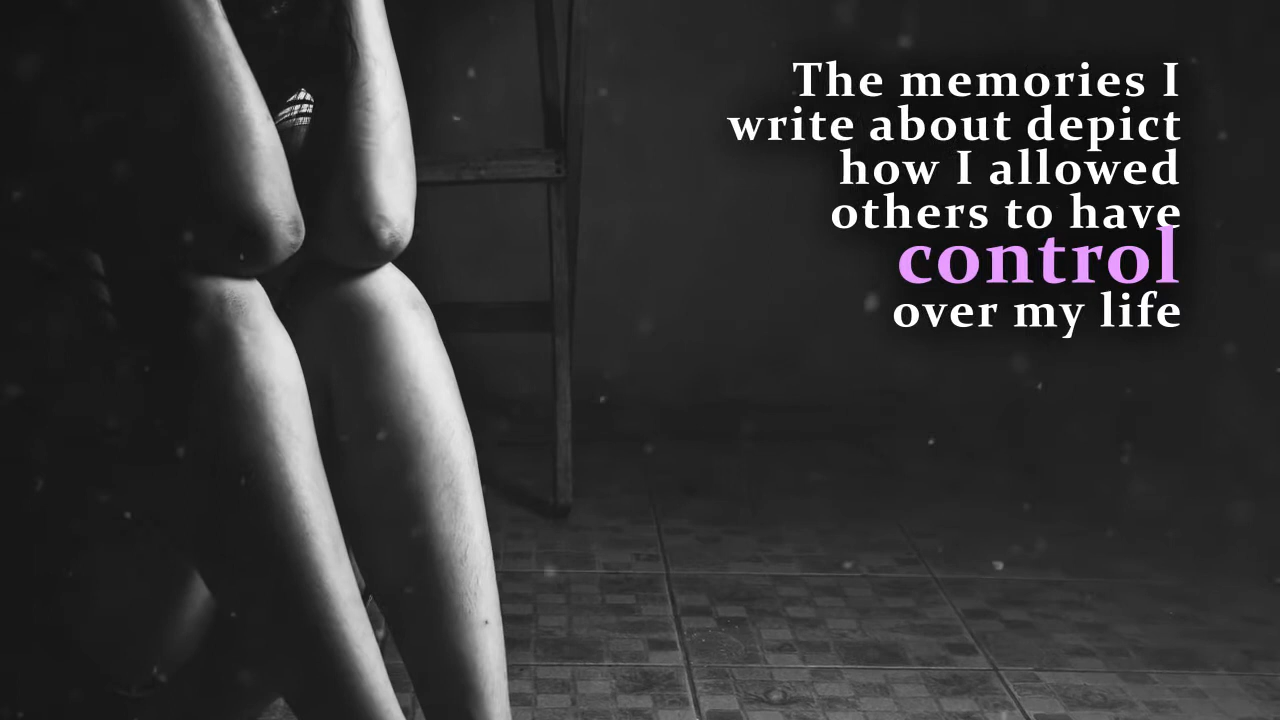 The memories I
write about depict
how I allowed
others to have
control
over my life